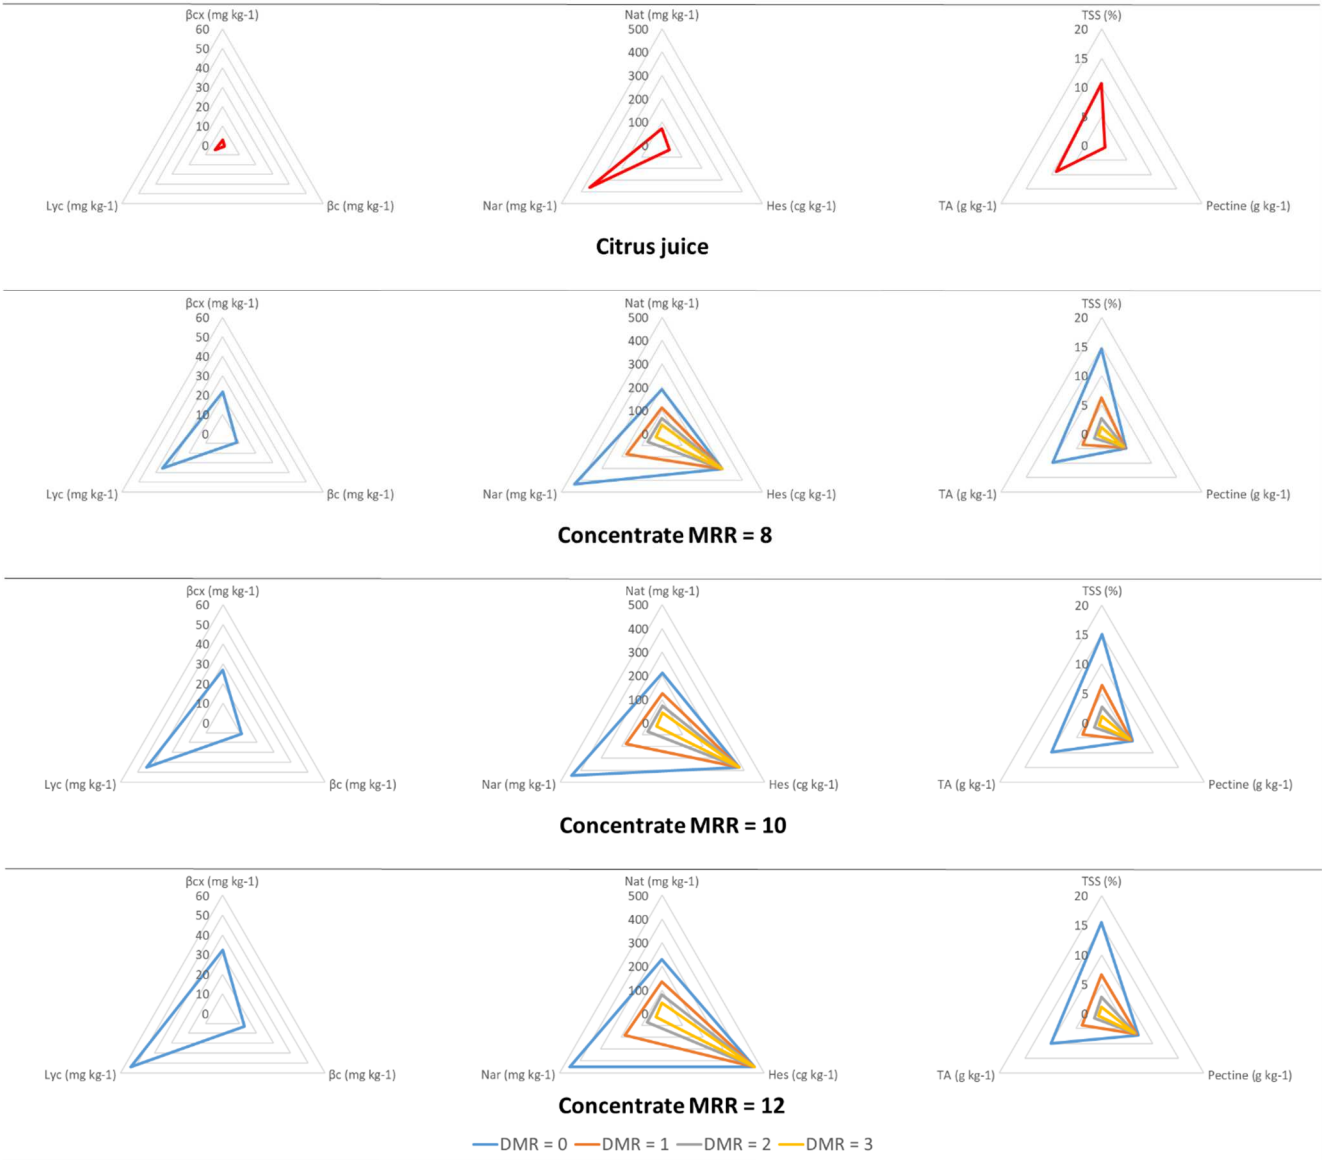 βcx (mg kg-1)
60
50
40
30
20
10
0
Lyc (mg kg-1)
βc (mg kg-1)
Nat (mg kg-1)
500
400
300
200
100
0
Nar (mg kg-1)
Hes (cg kg-1)
TSS (%)
20
15
10
5
0
TA (g kg-1)
Pectine (g kg-1)
Citrus juice
βcx (mg kg-1)
60
50
40
30
20
10
0
Lyc (mg kg-1)
βc (mg kg-1)
Nat (mg kg-1)
500
400
300
200
100
0
Nar (mg kg-1)
Hes (cg kg-1)
TSS (%)
20
15
10
5
0
TA (g kg-1)
Pectine (g kg-1)
Concentrate MRR = 8
βcx (mg kg-1)
60
50
40
30
20
10
0
Lyc (mg kg-1)
βc (mg kg-1)
Nat (mg kg-1)
500
400
300
200
100
0
Nar (mg kg-1)
Hes (cg kg-1)
TSS (%)
20
15
10
5
0
TA (g kg-1)
Pectine (g kg-1)
Concentrate MRR = 10
βcx (mg kg-1)
60
50
40
30
20
10
0
Lyc (mg kg-1)
βc (mg kg-1)
Nat (mg kg-1)
500
400
300
200
100
0
Nar (mg kg-1)
Hes (cg kg-1)
TSS (%)
20
15
10
5
0
TA (g kg-1)
Pectine (g kg-1)
Concentrate MRR = 12
DMR = 0 DMR = 1 DMR = 2 DMR = 3